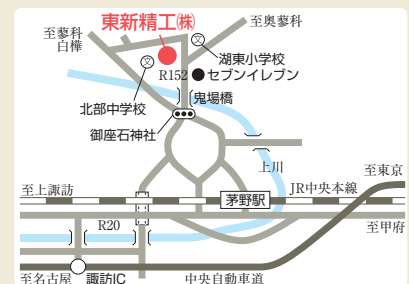 東新精工㈱
至奥蓼科
至蓼科
白樺
文
湖東小学校
文
R152
セブンイレブン
北部中学校
鬼場橋
御座石神社
上川
至東京
至上諏訪
茅野駅
JR中央本線
R20
至甲府
至名古屋
諏訪IC
中央自動車道